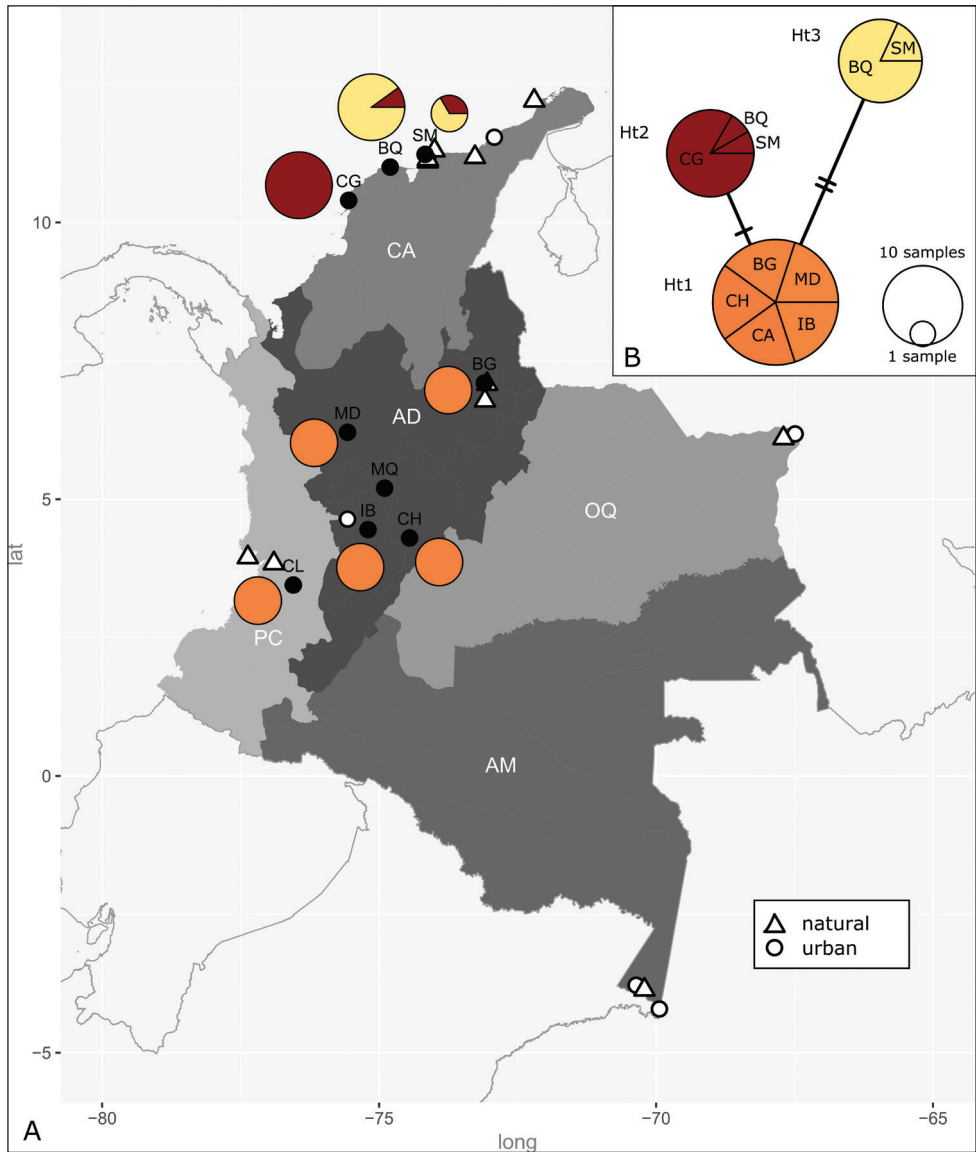 Ht3
SM
BQ
Ht2
BQ
SM
CG
10 samples
BG
MD
Ht1
CH
IB
CA
1 sample
B
SM
BQ
CG
10
CA
BG
MD
AD
MQ
5
IB
CH
OQ
lat
CL
PC
0
AM
natural
urban
−5
A
−80
−75
−70
−65
long